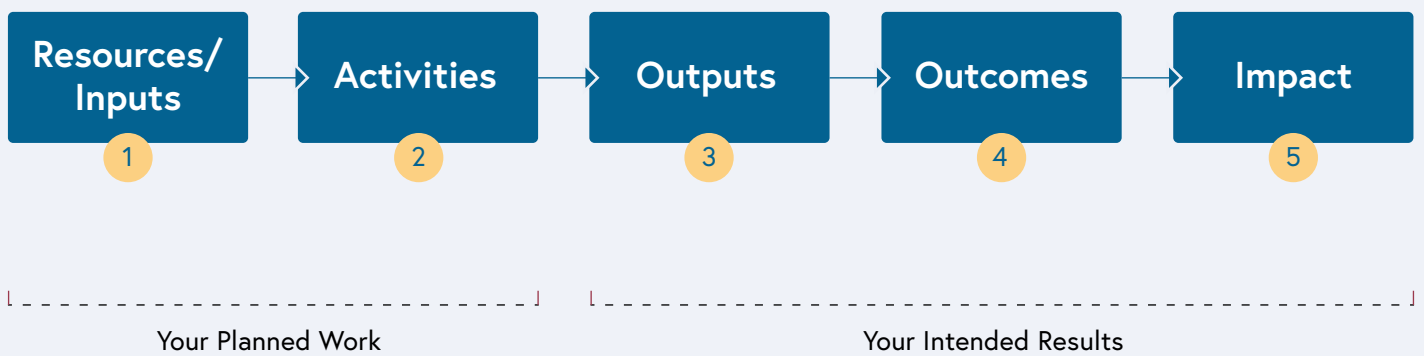 Resources/
Inputs
Activities
Outputs
Outcomes
Impact
1
2
3
4
5
Your Planned Work
Your Intended Results